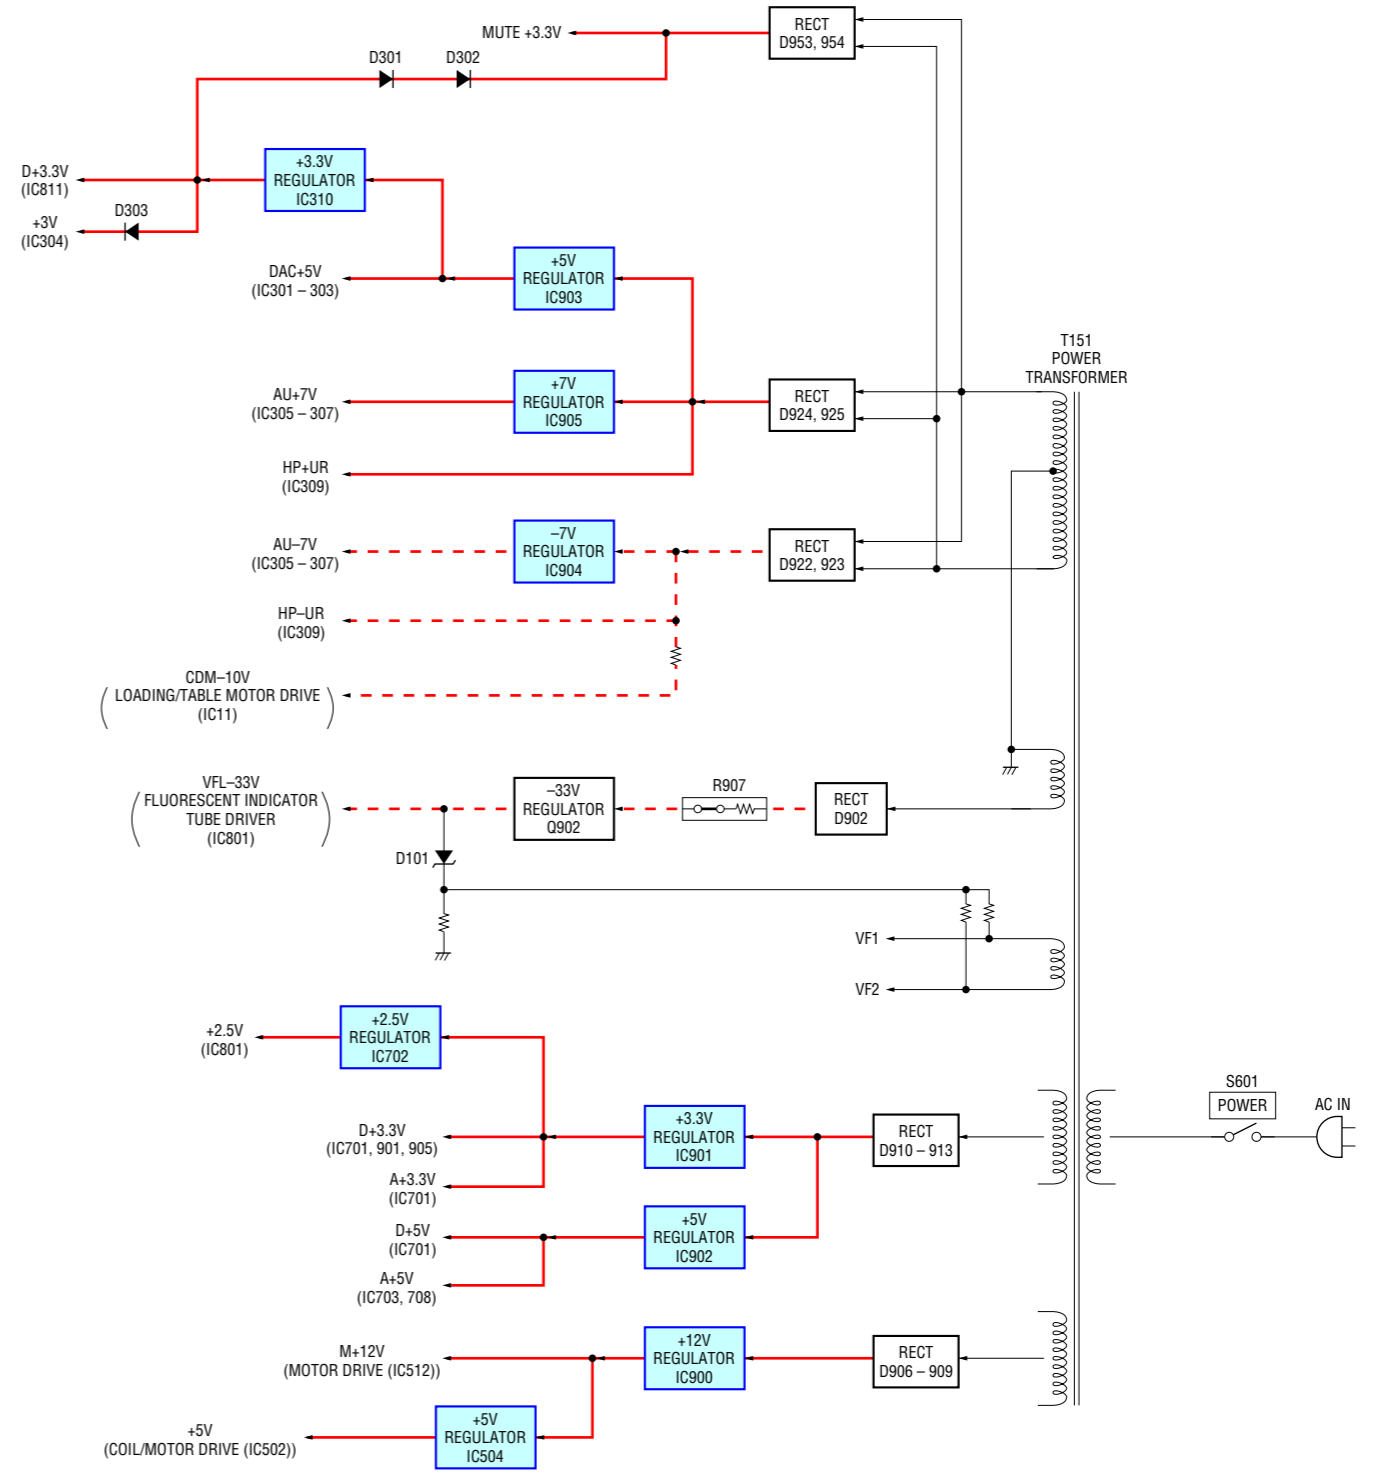 RECT
D953, 954
MUTE +3.3V
D301
D302
D+3.3V
(IC811)
+3.3V
REGULATOR
IC310
+3V
(IC304)
D303
DAC+5V
(IC301 – 303)
+5V
REGULATOR
IC903
T151
POWER
TRANSFORMER
AU+7V
(IC305 – 307)
+7V
REGULATOR
IC905
RECT
D924, 925
HP+UR
(IC309)
AU–7V
(IC305 – 307)
–7V
REGULATOR
IC904
RECT
D922, 923
HP–UR
(IC309)
CDM–10V
( LOADING/TABLE MOTOR DRIVE )
(IC11)
VFL–33V
( FLUORESCENT INDICATOR )
TUBE DRIVER
(IC801)
–33V
REGULATOR
Q902
R907
RECT
D902
D101
VF1
VF2
+2.5V
(IC801)
+2.5V
REGULATOR
IC702
D+3.3V
(IC701, 901, 905)
+3.3V
REGULATOR
IC901
RECT
D910 – 913
S601
POWER
AC IN
A+3.3V
(IC701)
D+5V
(IC701)
+5V
REGULATOR
IC902
A+5V
(IC703, 708)
M+12V
(MOTOR DRIVE (IC512))
+12V
REGULATOR
IC900
RECT
D906 – 909
+5V
(COIL/MOTOR DRIVE (IC502))
+5V
REGULATOR
IC504